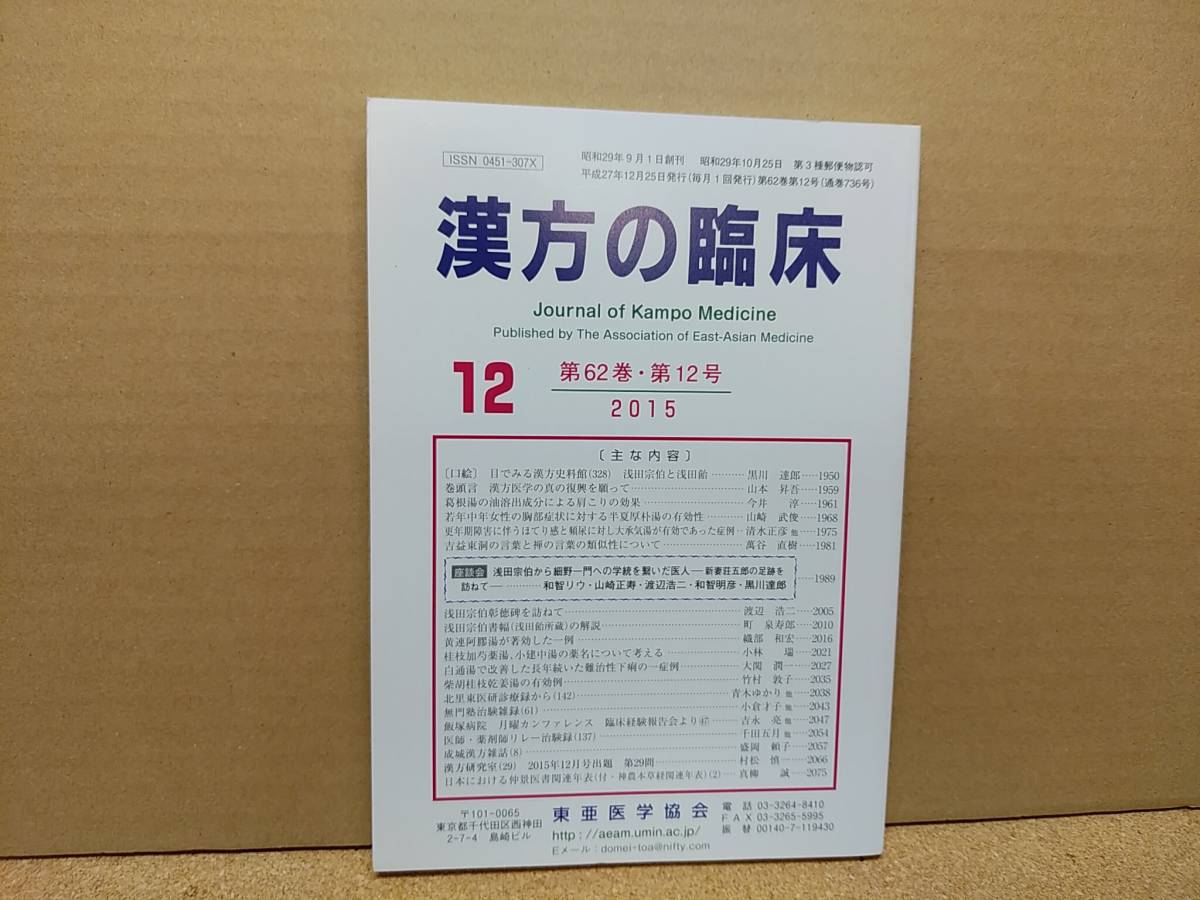 ISSN 0451-307X
昭和29年9月1日創刊 昭和29年10月25日 第3種郵便物認可
平成27年12月25日発行(毎月1回発行)第62巻第12号(通巻736号)
漢方の臨床
Journal of Kampo Medicine
Published by The Association of East-Asian Medicine
12
第62巻・第12号
2015
〔主な内容〕
〔口絵〕 目でみる漢方史料館(328) 浅田宗伯と浅田飴……黒川 達郎……1950
巻頭言 漢方医学の真の復興を願って……山本 昇吾……1959
葛根湯の油溶出成分による肩こりの効果……今井 淳……1961
若年中年女性の胸部症状に対する半夏厚朴湯の有効性……山崎 武俊……1968
更年期障害に伴うほてり感と頻尿に対し大承気湯が有効であった症例‥清水正彦 他……1975
吉益東洞の言葉と禅の言葉の類似性について……萬谷 直樹……1981
座談会 浅田宗伯から細野一門への学統を繋いだ医人―新妻荘五郎の足跡を
訪ねて―……和智リウ・山崎正寿・渡辺浩二・和智明彦・黒川達郎……1989
浅田宗伯彰徳碑を訪ねて……渡辺 浩二……2005
浅田宗伯書幅(浅田飴所蔵)の解説……町 泉寿郎……2010
黄連阿膠湯が著効した一例……織部 和宏……2016
桂枝加芍薬湯、小建中湯の薬名について考える……小林 瑞……2021
白通湯で改善した長年続いた難治性下痢の一症例……大関 潤一……2027
柴胡桂枝乾姜湯の有効例……竹村 敦子……2035
北里東医研診療録から(142)……青木ゆかり 他……2038
無門塾治験雑録(61)……小倉才子 他……2043
飯塚病院 月曜カンファレンス 臨床経験報告会より㊼……吉永 亮 他……2047
医師・薬剤師リレー治験録(137)……千田五月 他……2054
成城漢方雑話(8)……盛岡 頼子……2057
漢方研究室(29) 2015年12月号出題 第29問……村松 慎一……2066
日本における仲景医書関連年表(付・神農本草経関連年表)(2)……真柳 誠……2075
〒101-0065
東京都千代田区西神田
2-7-4 島崎ビル
東亜医学協会
http://aeam.umin.ac.jp/
Eメール:domei-toa@nifty.com
電話 03-3264-8410
FAX 03-3265-5995
振替 00140-7-119430